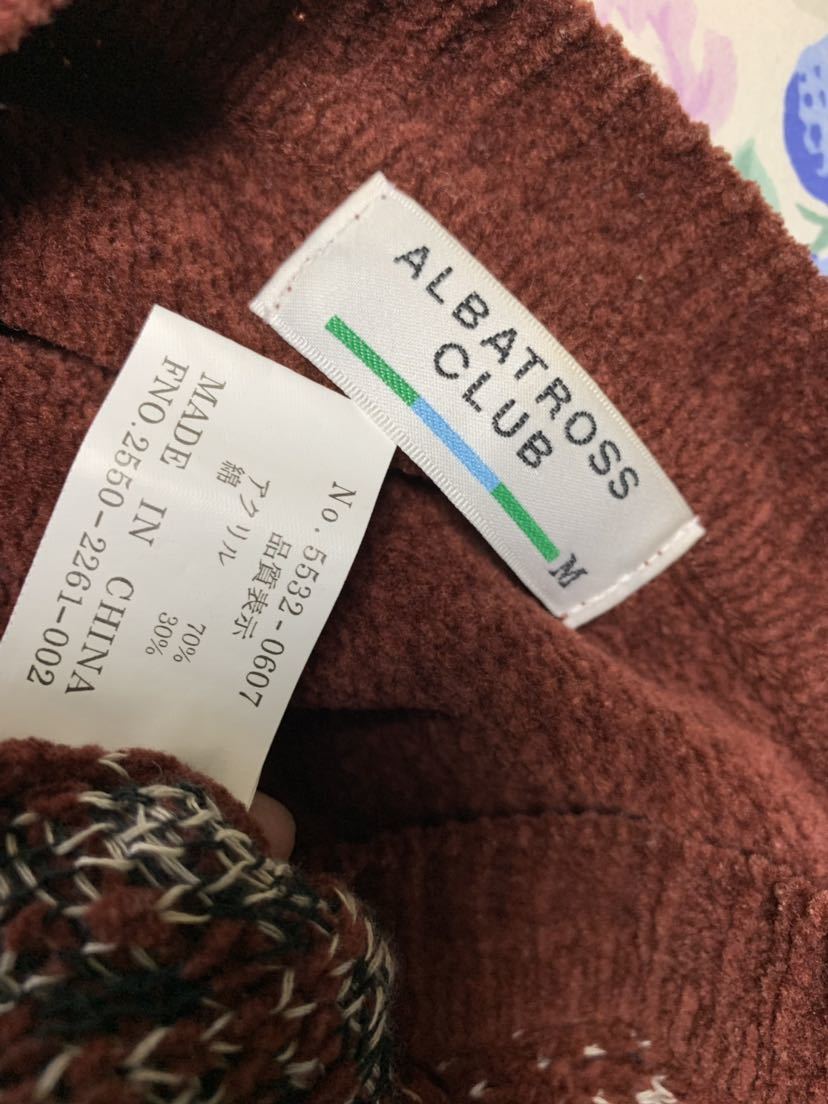 ALBATROSS
CLUB
M
No. 5532-0607
品質表示
アクリル 70%
綿 30%
MADE IN CHINA
FNO.2550-2261-002